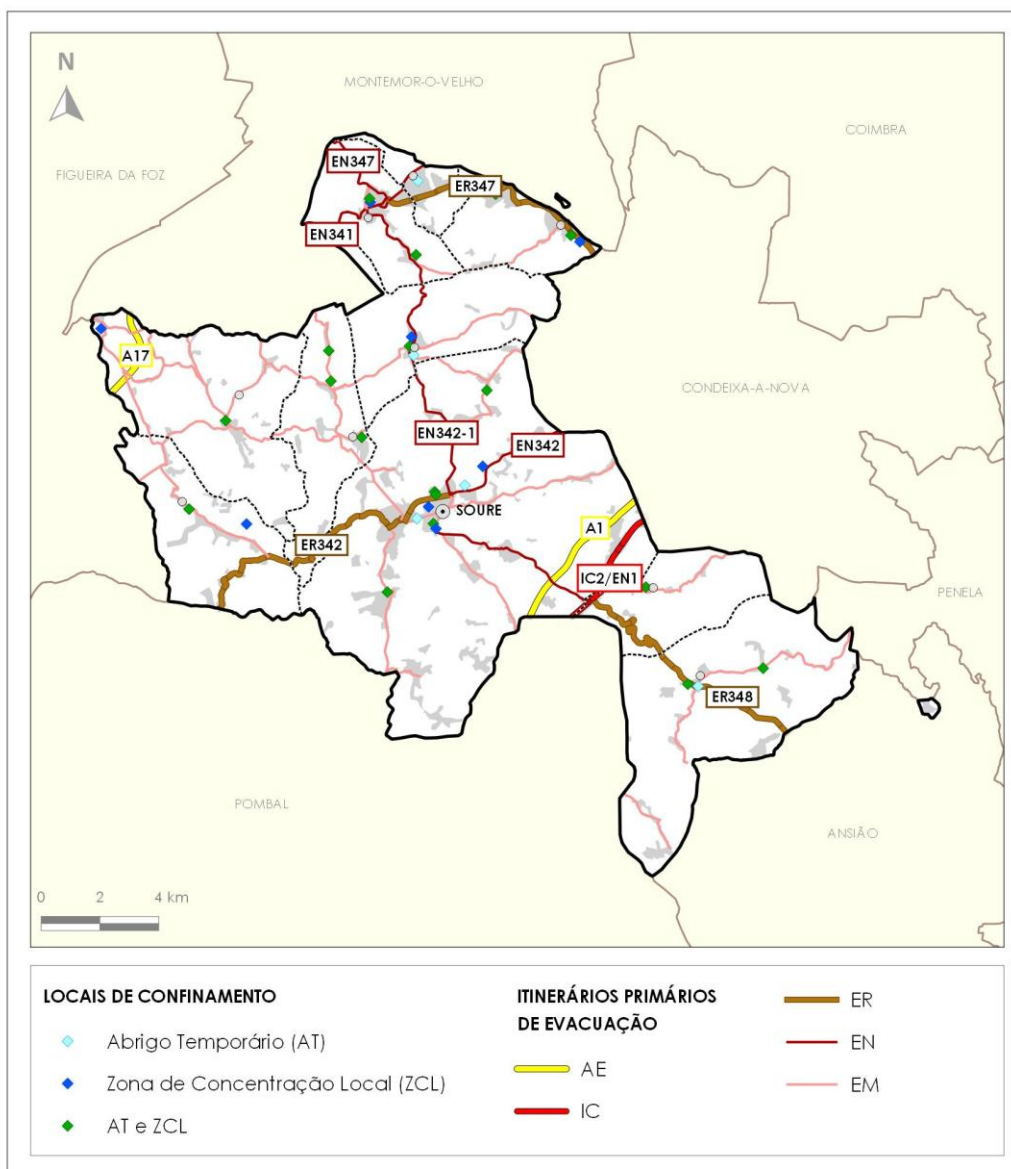 N
MONTEMOR-O-VELHO
COIMBRA
FIGUEIRA DA FOZ
EN347
ER347
EN341
A17
CONDEIXA-A-NOVA
EN342-1
EN342
SOURE
ER342
A1
IC2/EN1
PENELA
ER348
POMBAL
ANSIÃO
0 2 4 km
LOCAIS DE CONFINAMENTO
Abrigo Temporário (AT)
Zona de Concentração Local (ZCL)
AT e ZCL
ITINERÁRIOS PRIMÁRIOS
DE EVACUAÇÃO
AE
IC
ER
EN
EM